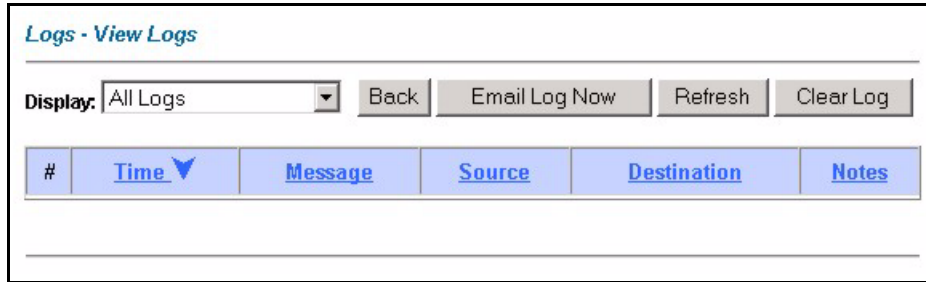 Logs - View Logs
Display: All Logs Back Email Log Now Refresh Clear Log
# Time Message Source Destination Notes